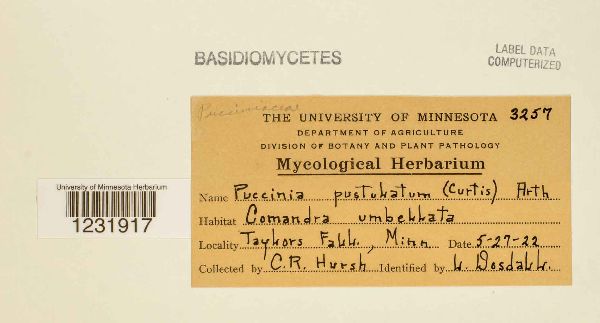 BASIDIOMYCETES
LABEL DATA
COMPUTERIZED
Pucciniaceae
THE UNIVERSITY OF MINNESOTA 3257
DEPARTMENT OF AGRICULTURE
DIVISION OF BOTANY AND PLANT PATHOLOGY
Mycological Herbarium
Name Puccinia pustulatum (Curtis) Arth
Habitat Comandra umbellata
Locality Taylors Fall., Minn Date 5-27-22
Collected by C.R. Hursh Identified by L. Dosdall.
University of Minnesota Herbarium
1231917